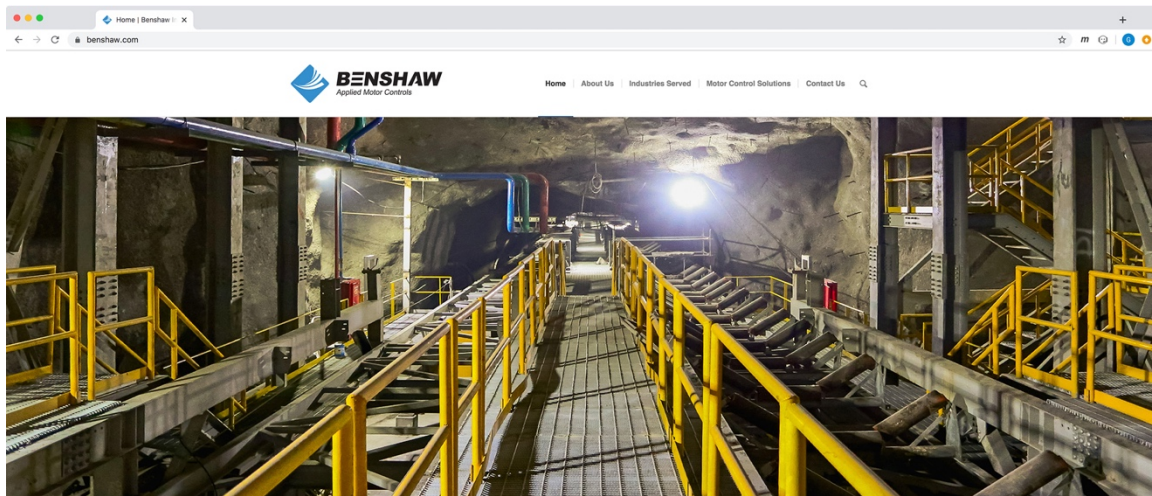 Home | Benshaw
benshaw.com
m
G
BENSHAW
Applied Motor Controls
Home
About Us
Industries Served
Motor Control Solutions
Contact Us